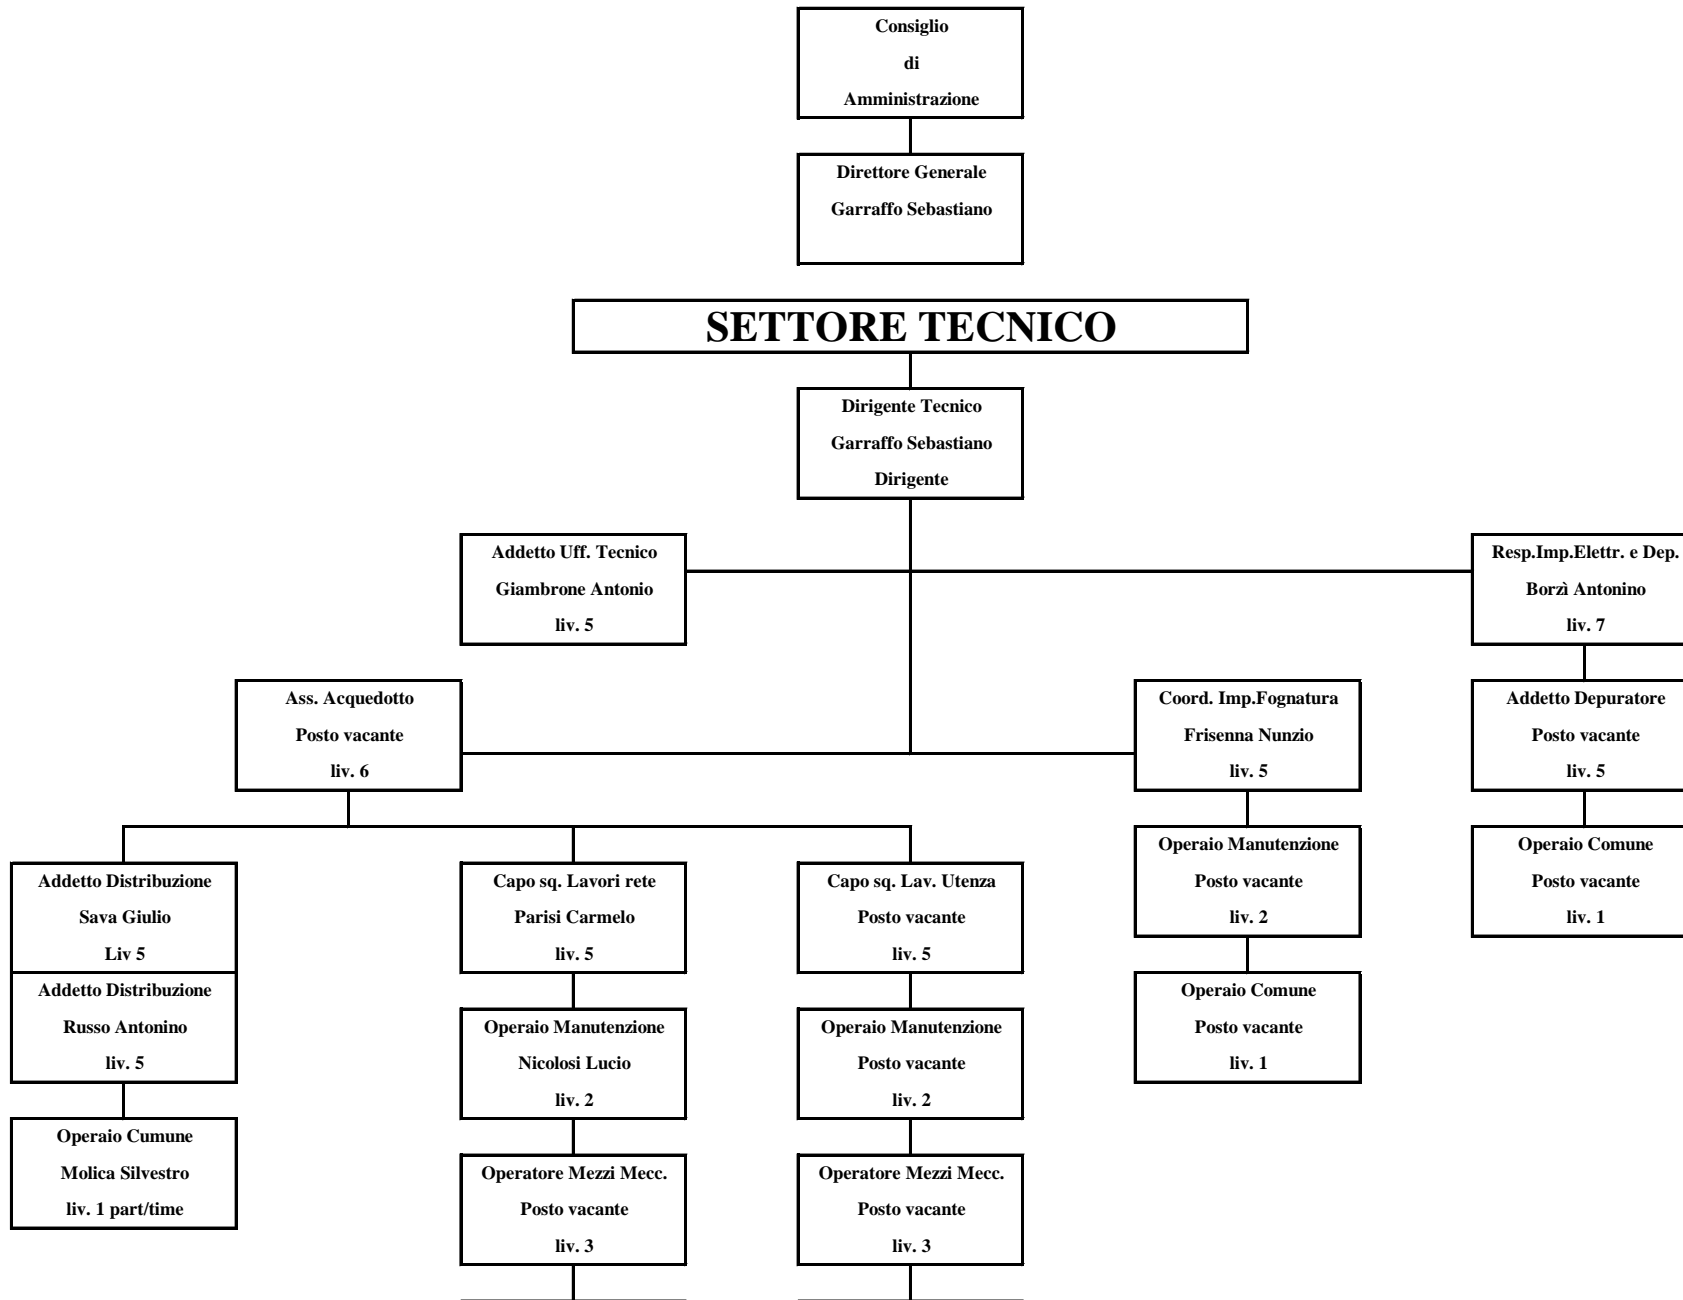 Consiglio
di
Amministrazione
Direttore Generale
Garraffo Sebastiano
SETTORE TECNICO
Dirigente Tecnico
Garraffo Sebastiano
Dirigente
Addetto Uff. Tecnico
Giambrone Antonio
liv. 5
Resp.Imp.Elettr. e Dep.
Borzì Antonino
liv. 7
Ass. Acquedotto
Posto vacante
liv. 6
Coord. Imp.Fognatura
Frisenna Nunzio
liv. 5
Addetto Depuratore
Posto vacante
liv. 5
Addetto Distribuzione
Sava Giulio
Liv 5
Addetto Distribuzione
Russo Antonino
liv. 5
Operaio Cumune
Molica Silvestro
liv. 1 part/time
Capo sq. Lavori rete
Parisi Carmelo
liv. 5
Operaio Manutenzione
Nicolosi Lucio
liv. 2
Operatore Mezzi Mecc.
Posto vacante
liv. 3
Capo sq. Lav. Utenza
Posto vacante
liv. 5
Operaio Manutenzione
Posto vacante
liv. 2
Operatore Mezzi Mecc.
Posto vacante
liv. 3
Operaio Manutenzione
Posto vacante
liv. 2
Operaio Comune
Posto vacante
liv. 1
Operaio Comune
Posto vacante
liv. 1